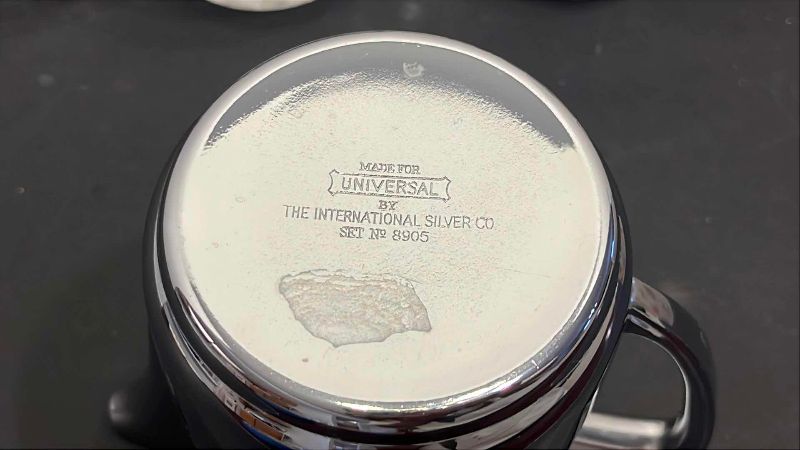 MADE FOR
UNIVERSAL
BY
THE INTERNATIONAL SILVER CO
SET Nº 8905